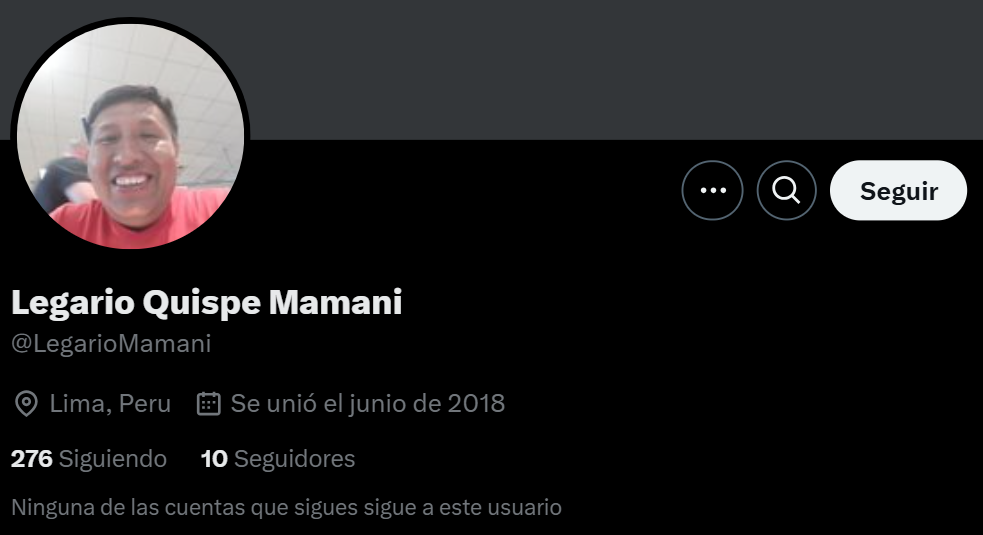 Seguir
Legario Quispe Mamani
@LegarioMamani
Lima, Peru Se unió el junio de 2018
276 Siguiendo 10 Seguidores
Ninguna de las cuentas que sigues sigue a este usuario